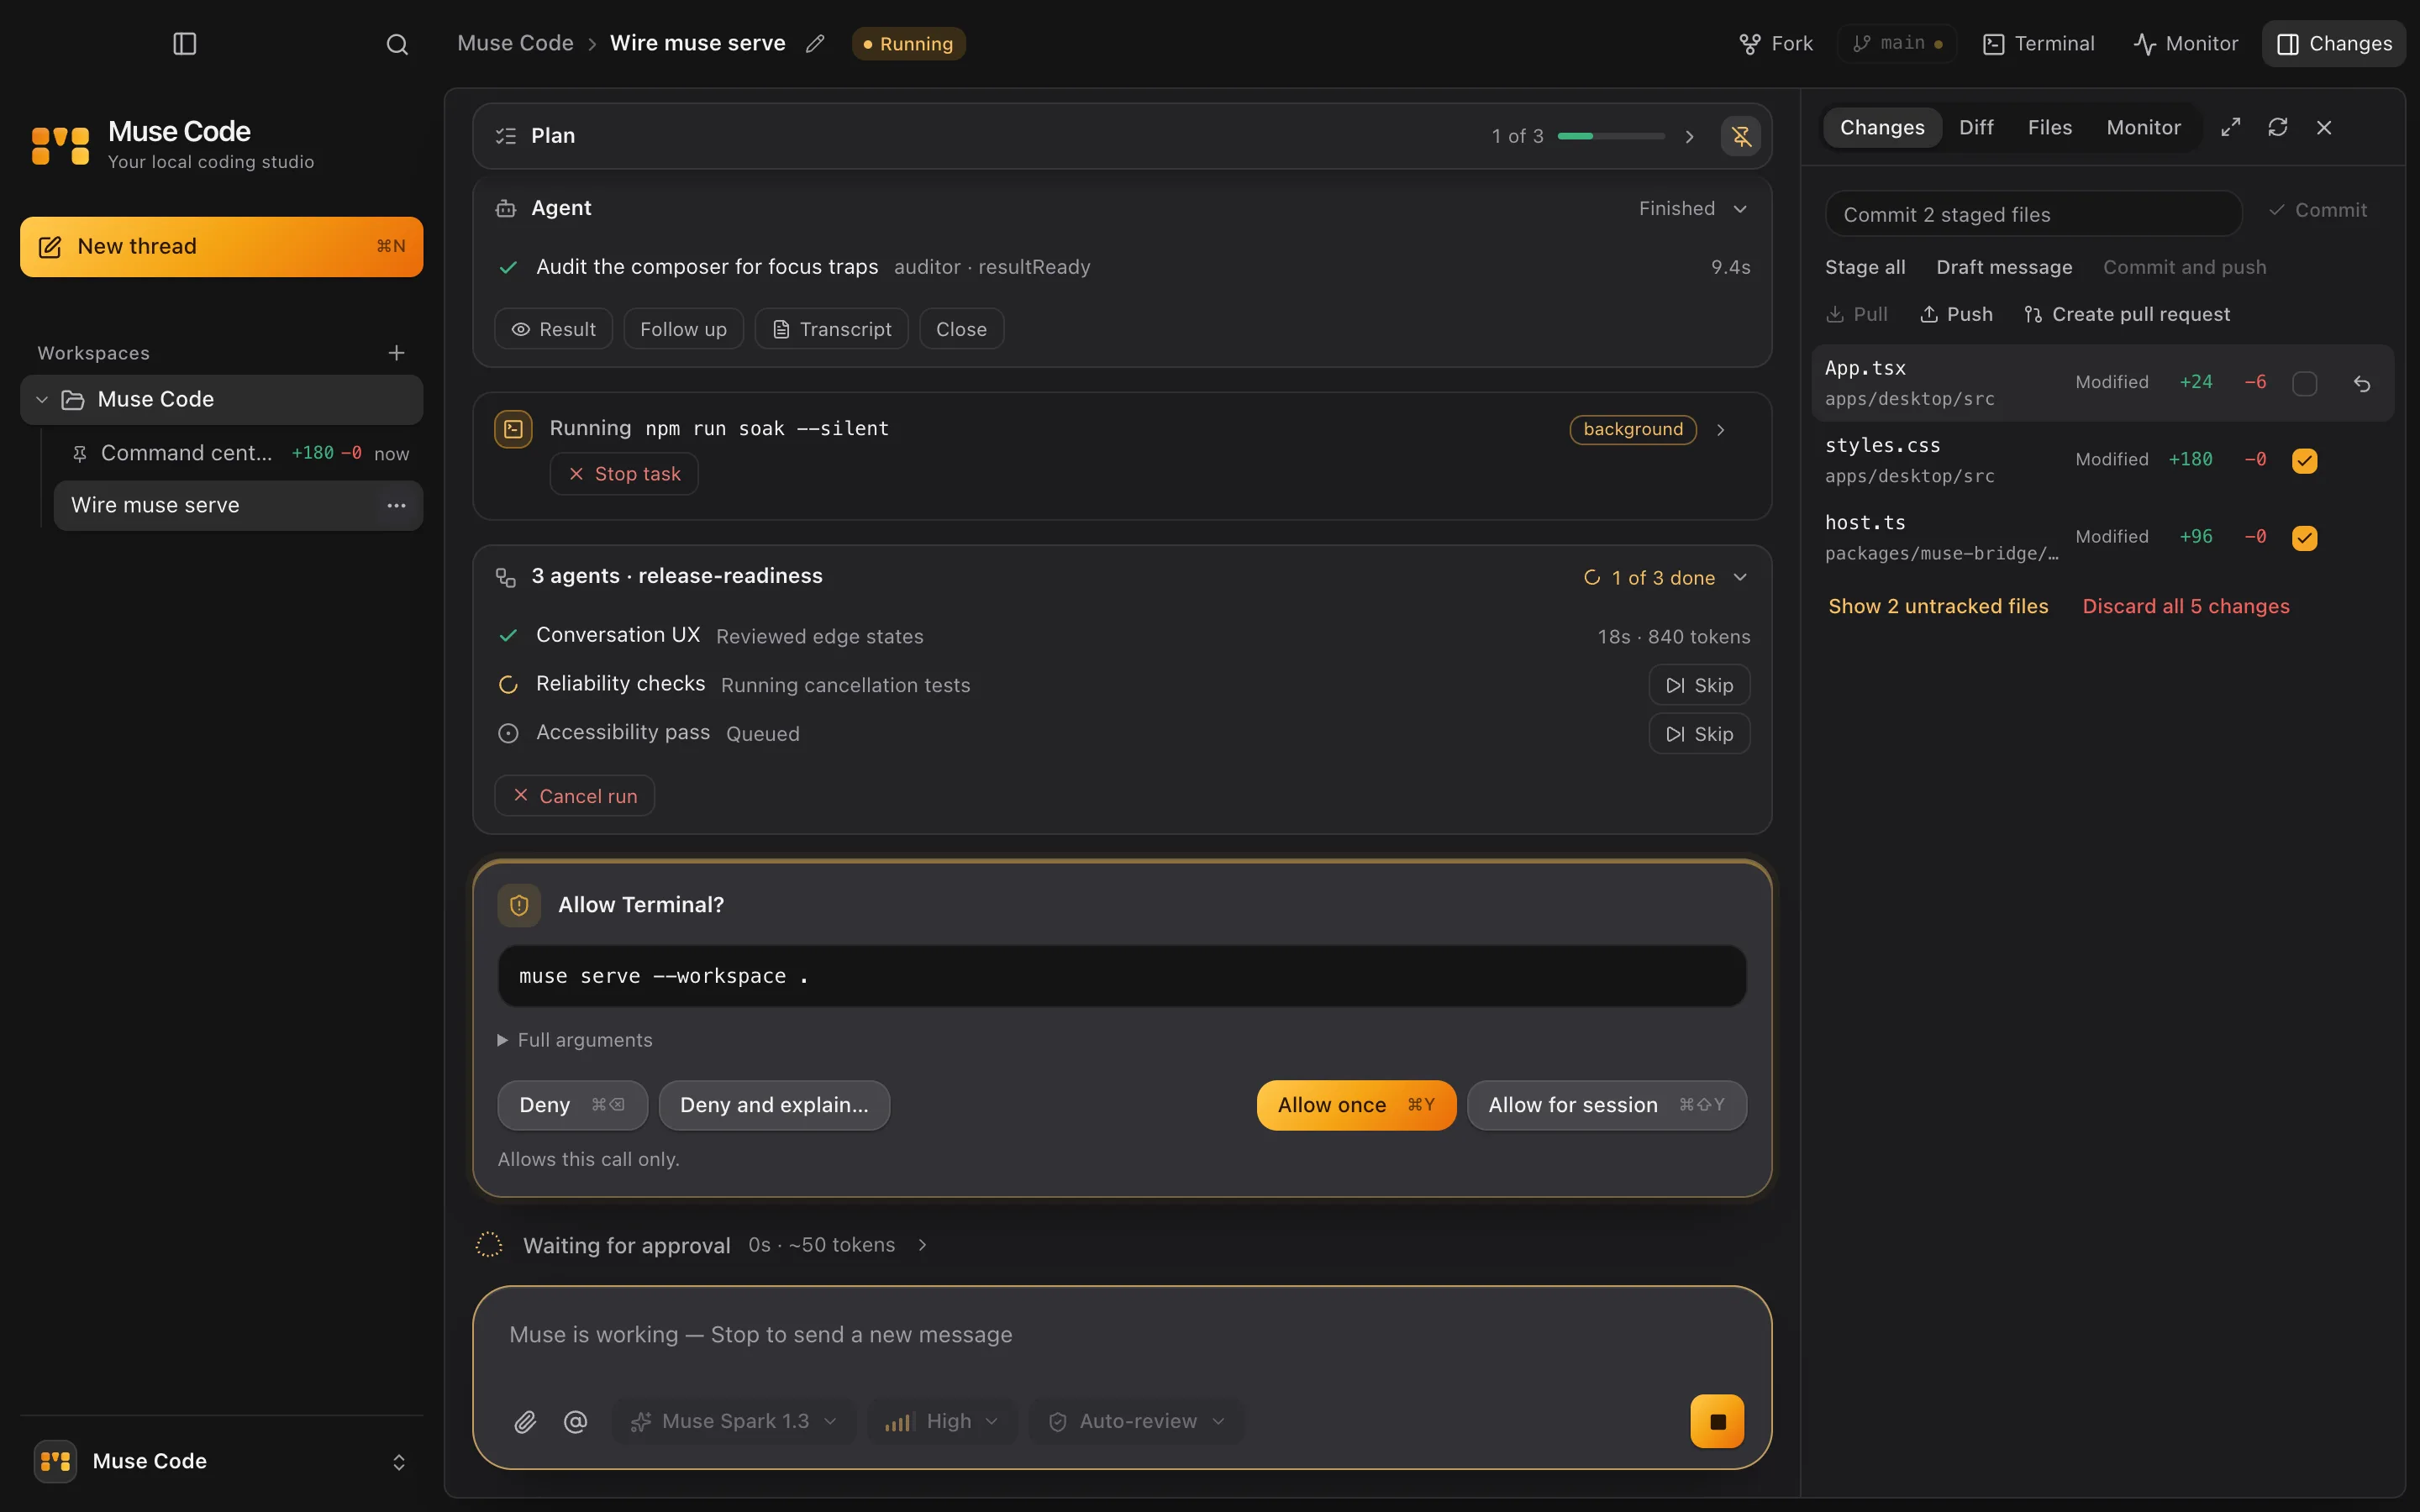 Muse Code
Your local coding studio
New thread ⌘N
Workspaces
Muse Code
Command cent... +180 −0 now
Wire muse serve
Muse Code
Muse Code › Wire muse serve Running
Fork main Terminal Monitor Changes
Plan 1 of 3
Agent Finished
Audit the composer for focus traps auditor · resultReady 9.4s
Result Follow up Transcript Close
Running npm run soak --silent background
Stop task
3 agents · release-readiness 1 of 3 done
Conversation UX Reviewed edge states 18s · 840 tokens
Reliability checks Running cancellation tests Skip
Accessibility pass Queued Skip
Cancel run
Allow Terminal?
muse serve --workspace .
Full arguments
Deny ⌘⌫ Deny and explain... Allow once ⌘Y Allow for session ⌘⇧Y
Allows this call only.
Waiting for approval 0s · ~50 tokens
Muse is working — Stop to send a new message
Muse Spark 1.3 High Auto-review
Changes Diff Files Monitor
Commit 2 staged files Commit
Stage all Draft message Commit and push
Pull Push Create pull request
App.tsx Modified +24 −6
apps/desktop/src
styles.css Modified +180 −0
apps/desktop/src
host.ts Modified +96 −0
packages/muse-bridge/…
Show 2 untracked files Discard all 5 changes